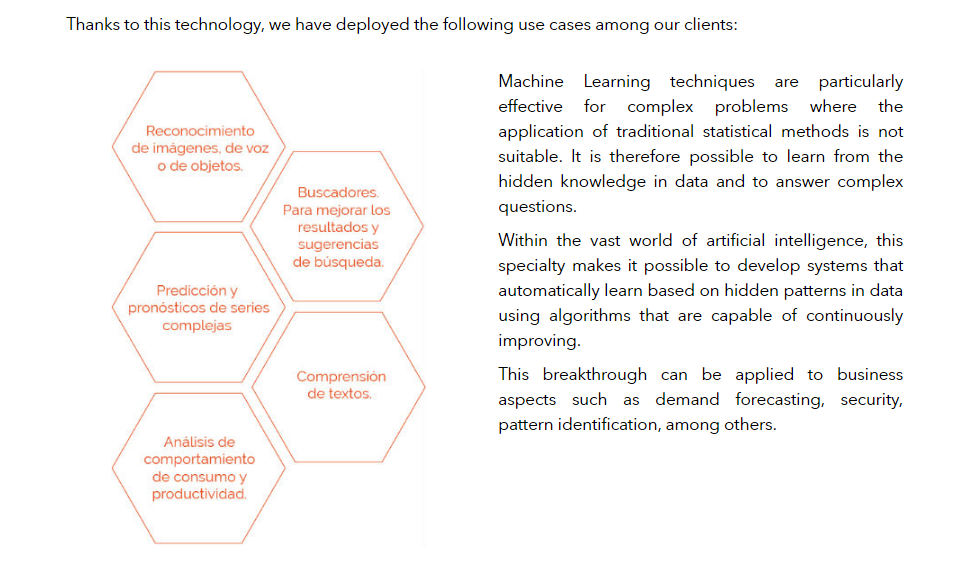 Thanks to this technology, we have deployed the following use cases among our clients:
Reconocimiento
de imágenes, de voz
o de objetos.
Buscadores.
Para mejorar los
resultados y
sugerencias
de búsqueda.
Predicción y
pronósticos de series
complejas
Comprensión
de textos.
Análisis de
comportamiento
de consumo y
productividad.
Machine Learning techniques are particularly
effective for complex problems where the
application of traditional statistical methods is not
suitable. It is therefore possible to learn from the
hidden knowledge in data and to answer complex
questions.
Within the vast world of artificial intelligence, this
specialty makes it possible to develop systems that
automatically learn based on hidden patterns in data
using algorithms that are capable of continuously
improving.
This breakthrough can be applied to business
aspects such as demand forecasting, security,
pattern identification, among others.